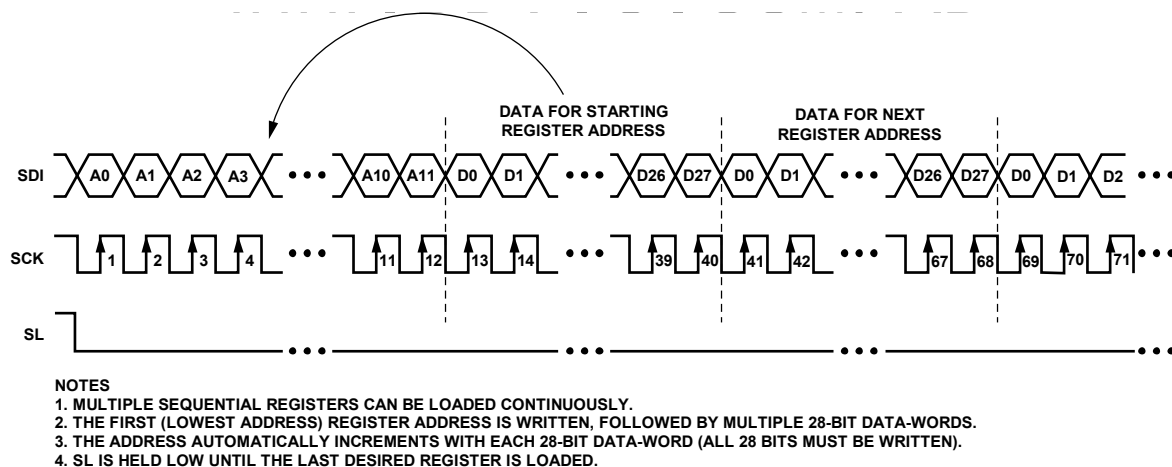 DATA FOR STARTING
REGISTER ADDRESS
DATA FOR NEXT
REGISTER ADDRESS
SDI A0 A1 A2 A3 ••• A10 A11 D0 D1 ••• D26 D27 D0 D1 ••• D26 D27 D0 D1 D2 •••
SCK 1 2 3 4 ••• 11 12 13 14 ••• 39 40 41 42 ••• 67 68 69 70 71 •••
SL ••• ••• ••• •••
NOTES
1. MULTIPLE SEQUENTIAL REGISTERS CAN BE LOADED CONTINUOUSLY.
2. THE FIRST (LOWEST ADDRESS) REGISTER ADDRESS IS WRITTEN, FOLLOWED BY MULTIPLE 28-BIT DATA-WORDS.
3. THE ADDRESS AUTOMATICALLY INCREMENTS WITH EACH 28-BIT DATA-WORD (ALL 28 BITS MUST BE WRITTEN).
4. SL IS HELD LOW UNTIL THE LAST DESIRED REGISTER IS LOADED.